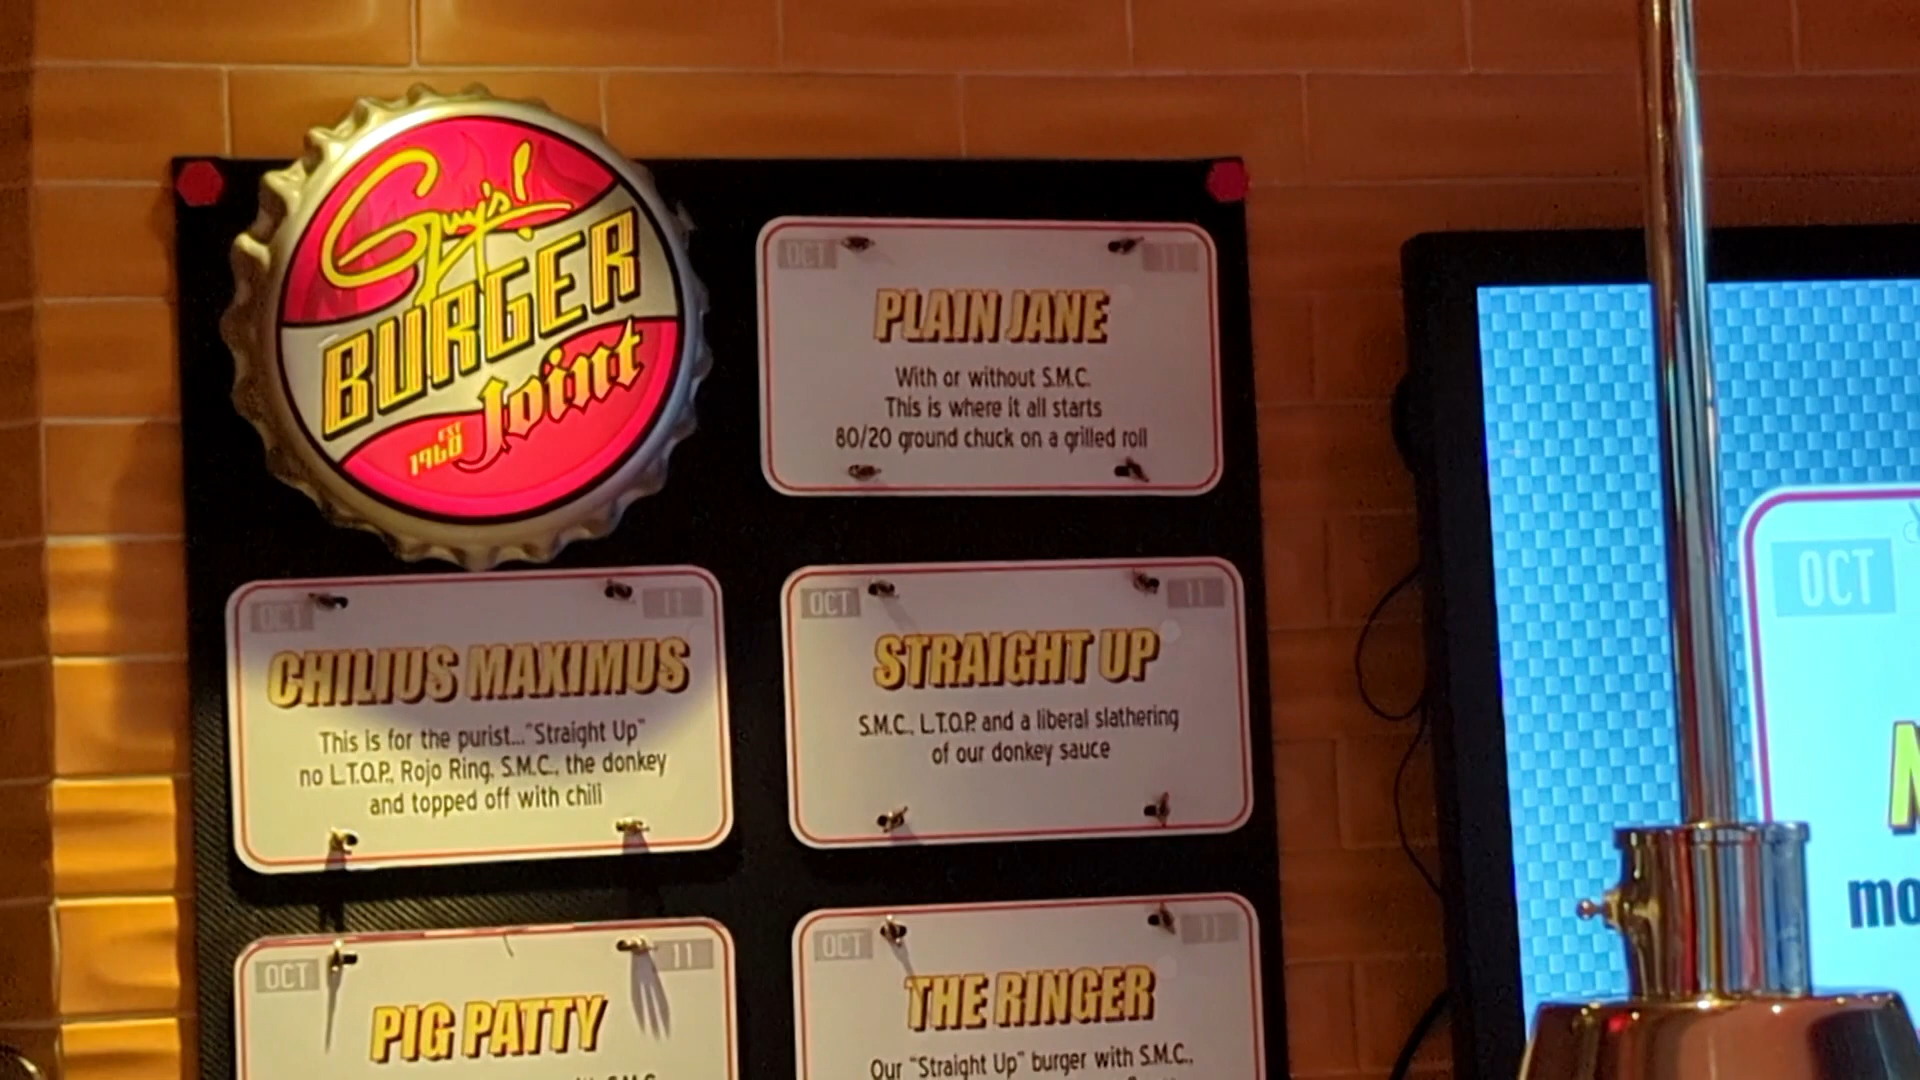 Guy's!
BURGER
Joint
EST
1960
OCT 11
PLAIN JANE
With or without S.M.C.
This is where it all starts
80/20 ground chuck on a grilled roll
OCT 11
CHILIUS MAXIMUS
This is for the purist..."Straight Up"
no L.T.O.P., Rojo Ring, S.M.C., the donkey
and topped off with chili
OCT 11
STRAIGHT UP
S.M.C., L.T.O.P. and a liberal slathering
of our donkey sauce
OCT 11
PIG PATTY
OCT 11
THE RINGER
Our "Straight Up" burger with S.M.C.,
OCT